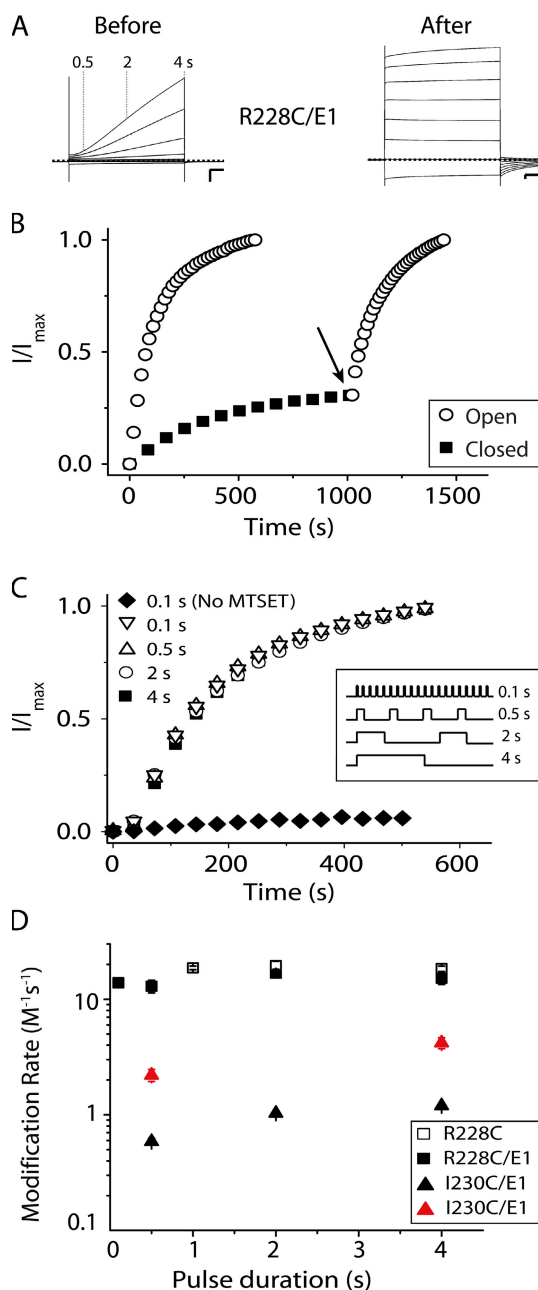 A
Before
After
0.5 2 4 s
R228C/E1
B
1.0
0.5
0.0
I/Imax
0 500 1000 1500
Time (s)
Open
Closed
C
1.0
0.5
0.0
I/Imax
0.1 s (No MTSET)
0.1 s
0.5 s
2 s
4 s
0.1 s
0.5 s
2 s
4 s
0 200 400 600
Time (s)
D
10
1
0.1
Modification Rate (M⁻¹s⁻¹)
R228C
R228C/E1
I230C/E1
I230C/E1
0 1 2 3 4
Pulse duration (s)